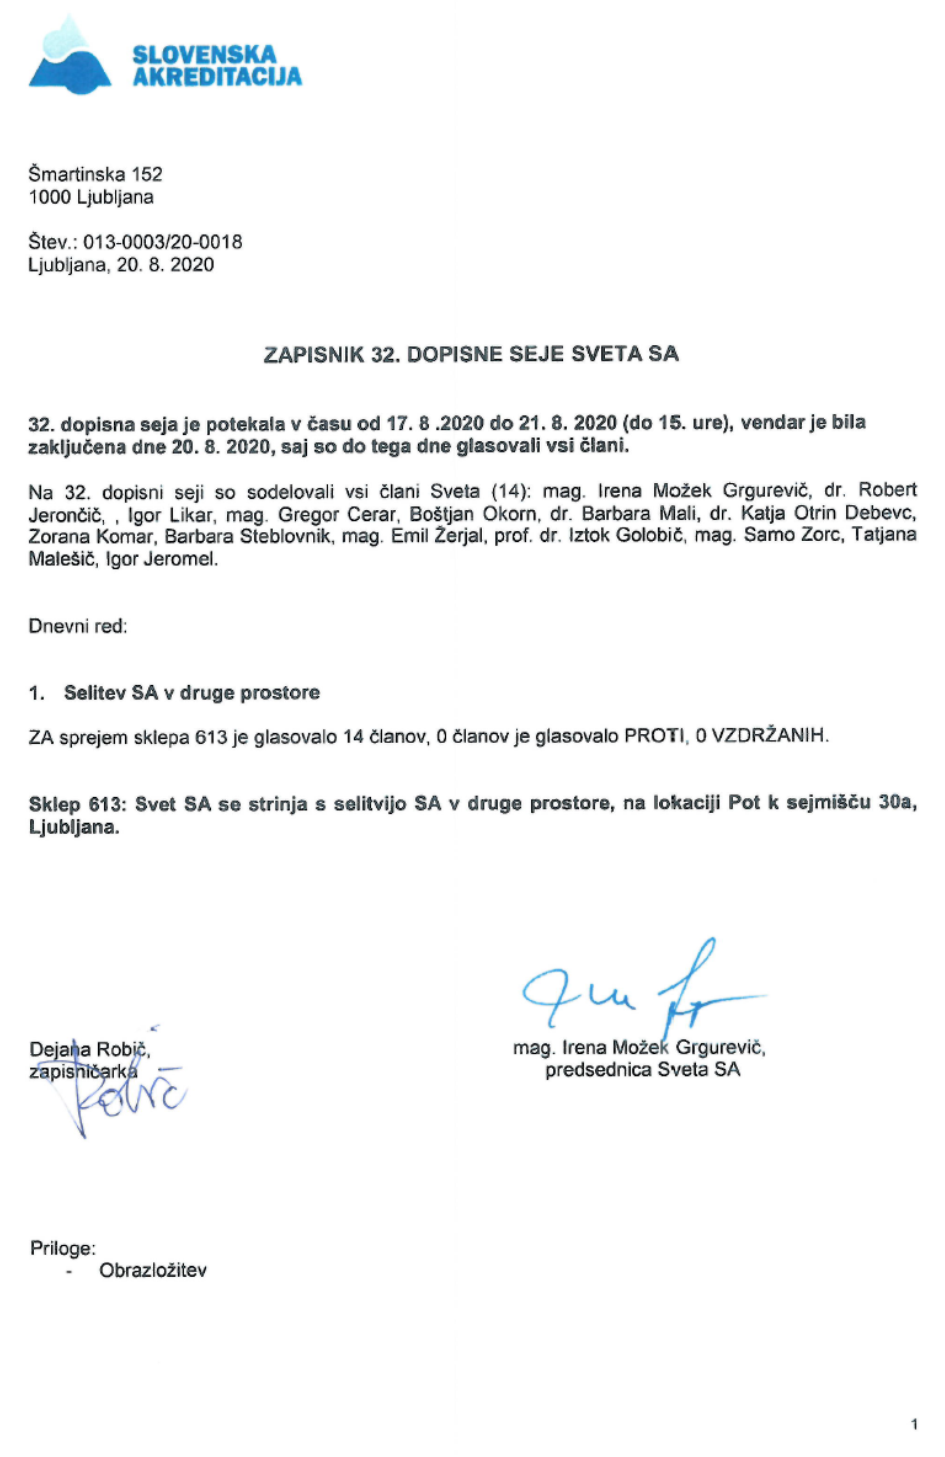 SLOVENSKA
AKREDITACIJA
Šmartinska 152
1000 Ljubljana
Štev.: 013-0003/20-0018
Ljubljana, 20. 8. 2020
ZAPISNIK 32. DOPISNE SEJE SVETA SA
32. dopisna seja je potekala v času od 17. 8 .2020 do 21. 8. 2020 (do 15. ure), vendar je bila
zaključena dne 20. 8. 2020, saj so do tega dne glasovali vsi člani.
Na 32. dopisni seji so sodelovali vsi člani Sveta (14): mag. Irena Možek Grgurevič, dr. Robert
Jerončič, , Igor Likar, mag. Gregor Cerar, Boštjan Okorn, dr. Barbara Mali, dr. Katja Otrin Debevc,
Zorana Komar, Barbara Steblovnik, mag. Emil Žerjal, prof. dr. Iztok Golobič, mag. Samo Zorc, Tatjana
Malešič, Igor Jeromel.
Dnevni red:
1. Selitev SA v druge prostore
ZA sprejem sklepa 613 je glasovalo 14 članov, 0 članov je glasovalo PROTI, 0 VZDRŽANIH.
Sklep 613: Svet SA se strinja s selitvijo SA v druge prostore, na lokaciji Pot k sejmišču 30a,
Ljubljana.
Dejana Robič,
zapisničarka
Robič
mag. Irena Možek Grgurevič,
predsednica Sveta SA
Priloge:
- Obrazložitev
1